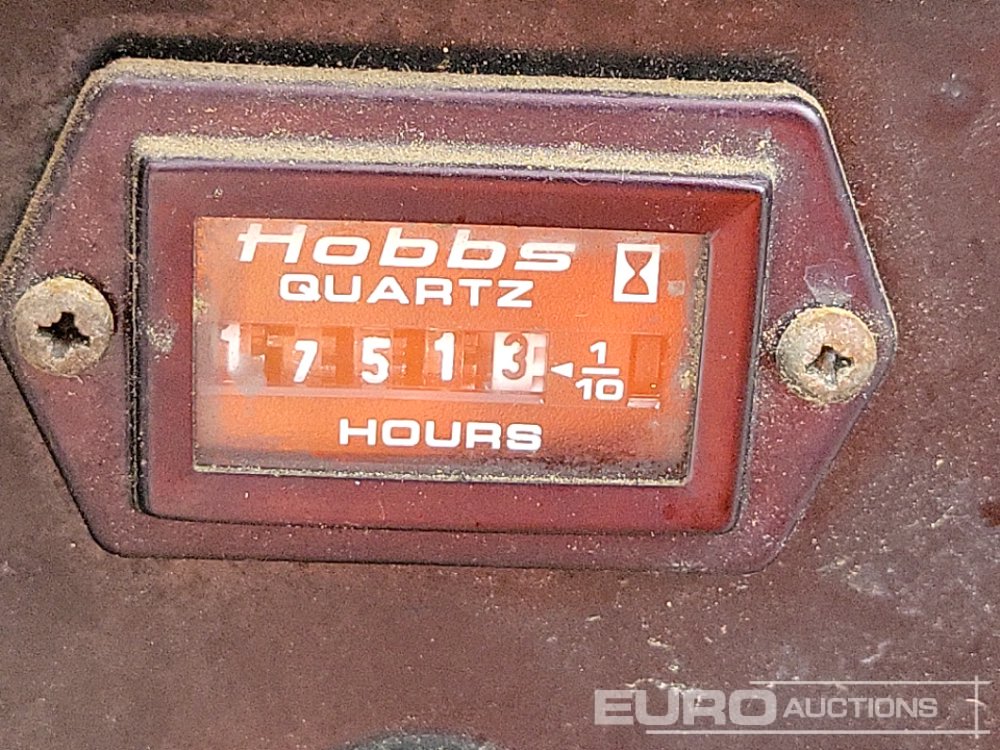 Hobbs
QUARTZ
17513 1/10
HOURS
EURO AUCTIONS